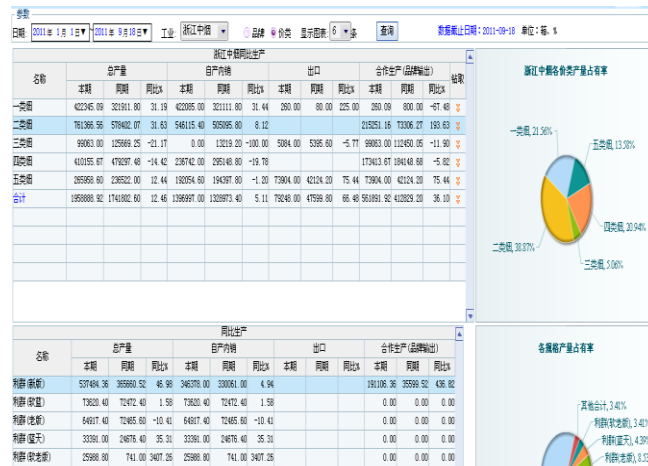 参数
日期: 2011年 1月 1日 ~ 2011年 9月18日 工业: 浙江中烟 品牌 价类 显示图表: 6 条 查询 数据截止日期:2011-09-18 单位:箱、%
浙江中烟同比生产
名称 总产量 自产内销 出口 合作生产(品牌输出) 钻取
本期 同期 同比% 本期 同期 同比% 本期 同期 同比% 本期 同期 同比%
一类烟 422345.09 321911.80 31.19 422085.00 321111.80 31.44 260.00 80.00 225.00 260.09 800.00 -67.48
二类烟 761366.56 578402.07 31.63 546115.40 505095.80 8.12 215251.16 73306.27 193.63
三类烟 99063.00 125669.25 -21.17 0.00 13219.20 -100.00 5084.00 5395.60 -5.77 99063.00 112450.05 -11.90
四类烟 410155.67 479297.48 -14.42 236742.00 295148.80 -19.78 173413.67 184148.68 -5.82
五类烟 265958.60 236522.00 12.44 192054.60 194397.80 -1.20 73904.00 42124.20 75.44 73904.00 42124.20 75.44
合计 1958888.92 1741802.60 12.46 1396997.00 1328973.40 5.11 79248.00 47599.80 66.48 561891.92 412829.20 36.10
浙江中烟各价类产量占有率
一类烟, 21.56%
五类烟, 13.58%
四类烟, 20.94%
二类烟, 38.87%
三类烟, 5.06%
同比生产
名称 总产量 自产内销 出口 合作生产(品牌输出)
本期 同期 同比% 本期 同期 同比% 本期 同期 同比% 本期 同期 同比%
利群(新版) 537484.36 365660.52 46.98 346378.00 330061.00 4.94 191106.36 35599.52 436.82
利群(软蓝) 73620.40 72472.40 1.58 73620.40 72472.40 1.58 0.00 0.00 0.00
利群(老版) 64917.40 72465.60 -10.41 64917.40 72465.60 -10.41 0.00 0.00 0.00
利群(蓝天) 33391.00 24676.40 35.31 33391.00 24676.40 35.31 0.00 0.00 0.00
利群(软老版) 25988.80 741.00 3407.26 25988.80 741.00 3407.26 0.00 0.00 0.00
各规格产量占有率
其他合计, 3.41%
利群(软老版), 3.41%
利群(蓝天), 4.39%
利群(老版), 8.53%